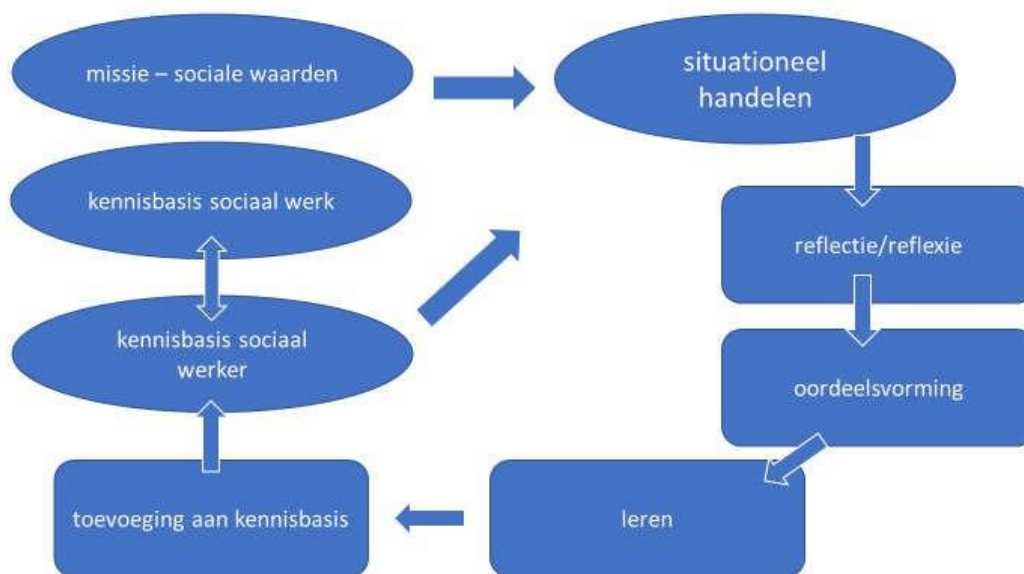 missie – sociale waarden
situationeel
handelen
kennisbasis sociaal werk
reflectie/reflexie
kennisbasis sociaal
werker
oordeelsvorming
toevoeging aan kennisbasis
leren